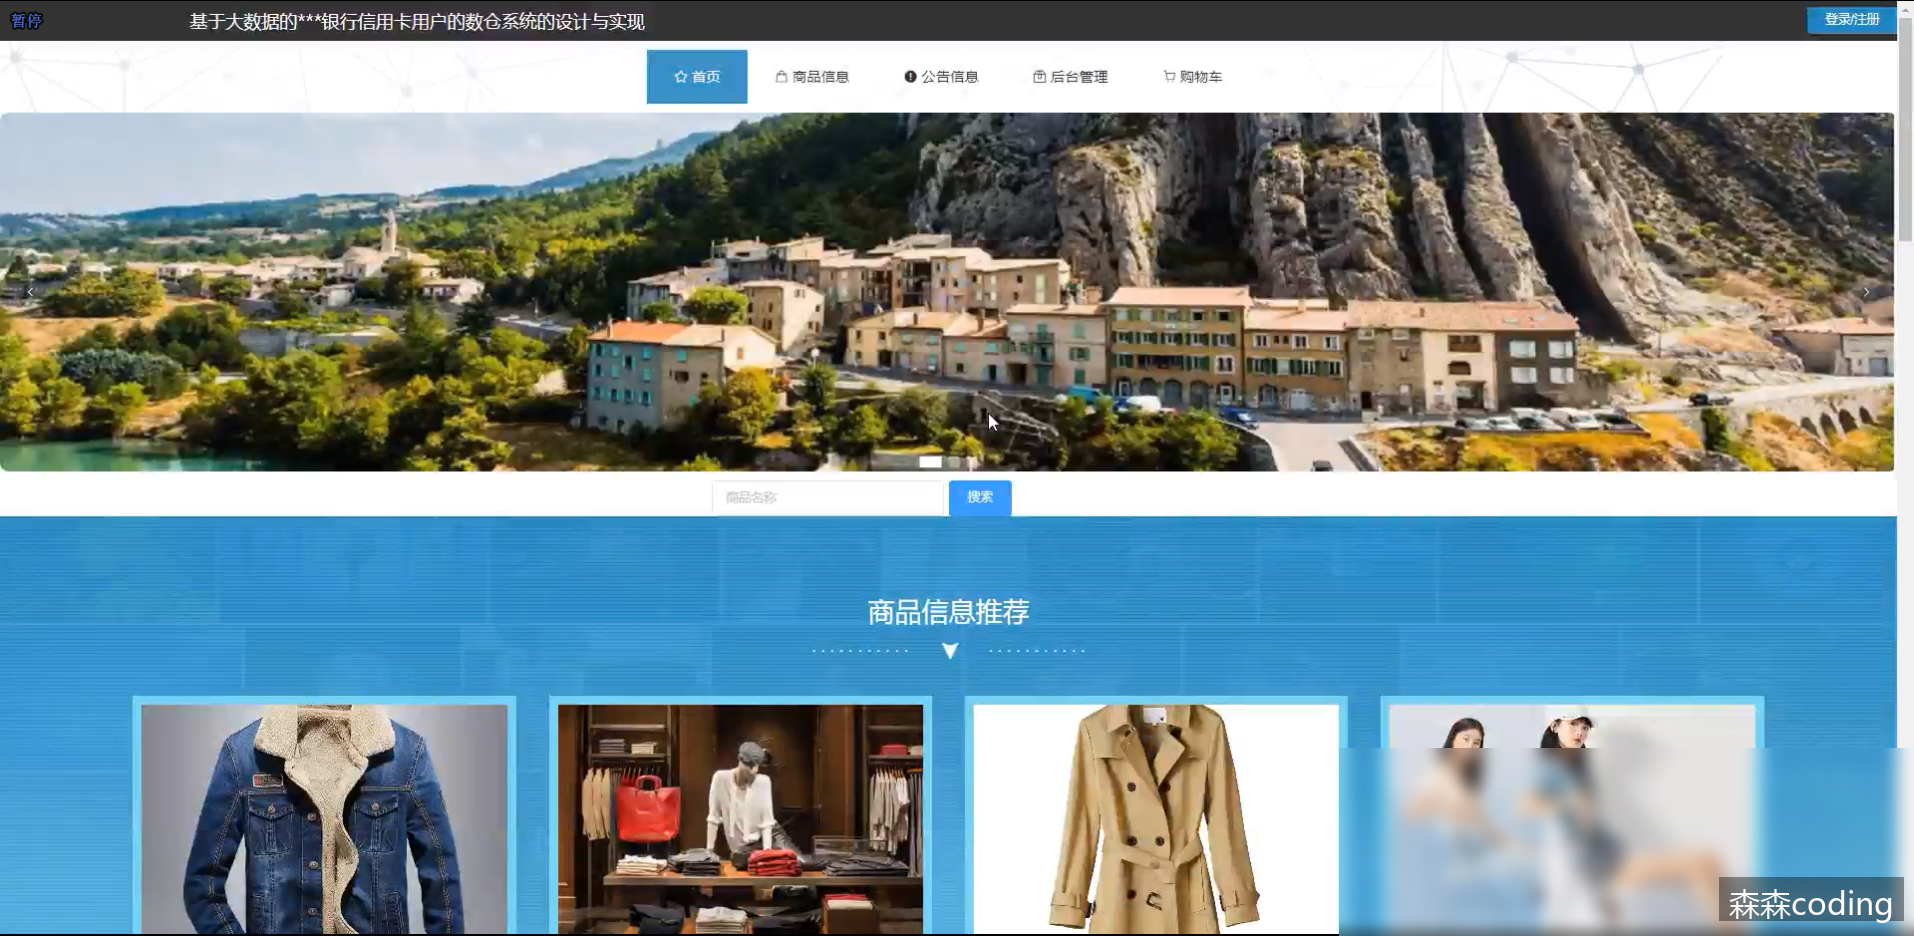 暂停
基于大数据的***银行信用卡用户的数仓系统的设计与实现
登录/注册
首页
商品信息
公告信息
后台管理
购物车
商品名称
搜索
商品信息推荐
森森coding